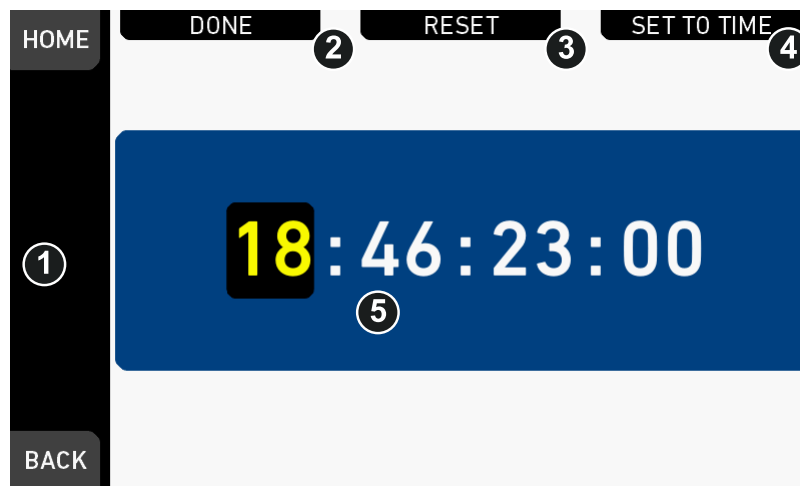 HOME
DONE
RESET
SET TO TIME
2
3
4
1
18:46:23:00
5
BACK